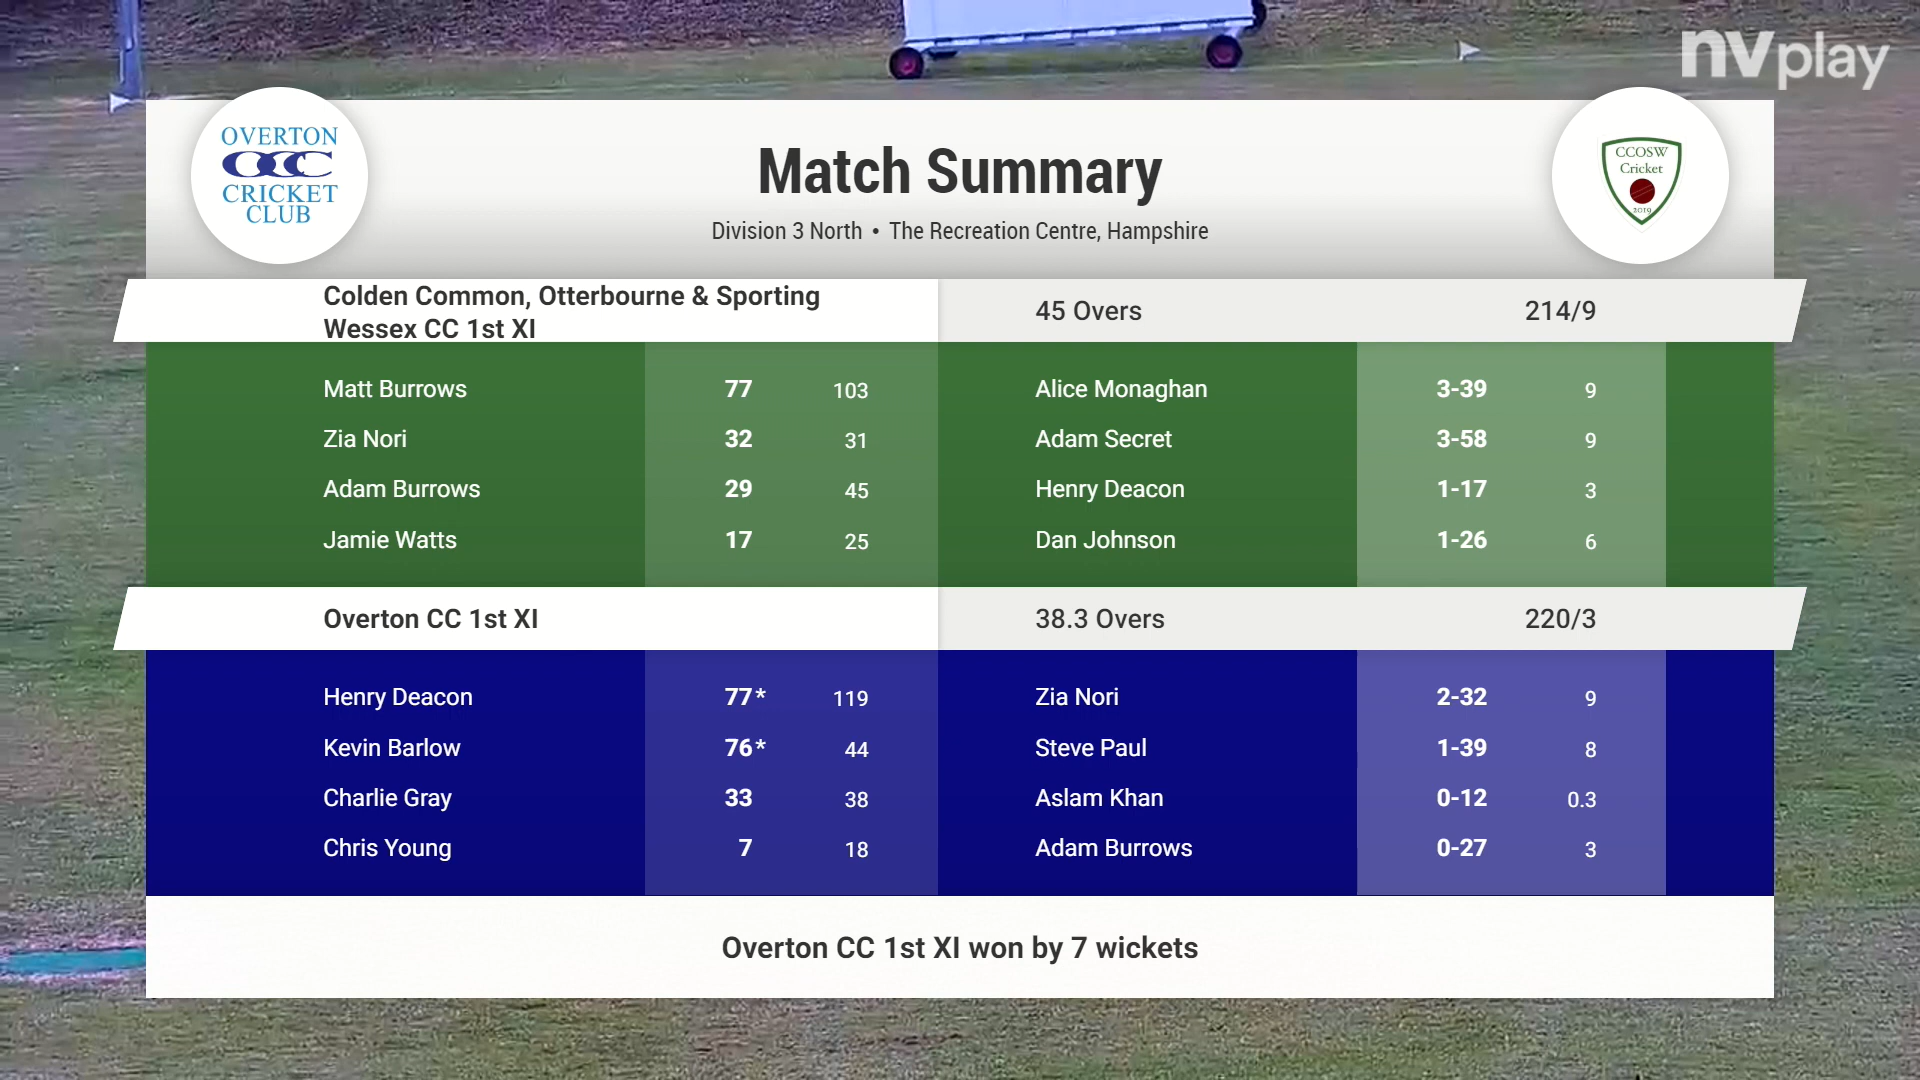 nvplay
OVERTON
OCC
CRICKET
CLUB
Match Summary
Division 3 North • The Recreation Centre, Hampshire
CCOSW
Cricket
2019
Colden Common, Otterbourne & Sporting
Wessex CC 1st XI
45 Overs 214/9
Matt Burrows 77 103 Alice Monaghan 3-39 9
Zia Nori 32 31 Adam Secret 3-58 9
Adam Burrows 29 45 Henry Deacon 1-17 3
Jamie Watts 17 25 Dan Johnson 1-26 6
Overton CC 1st XI 38.3 Overs 220/3
Henry Deacon 77* 119 Zia Nori 2-32 9
Kevin Barlow 76* 44 Steve Paul 1-39 8
Charlie Gray 33 38 Aslam Khan 0-12 0.3
Chris Young 7 18 Adam Burrows 0-27 3
Overton CC 1st XI won by 7 wickets